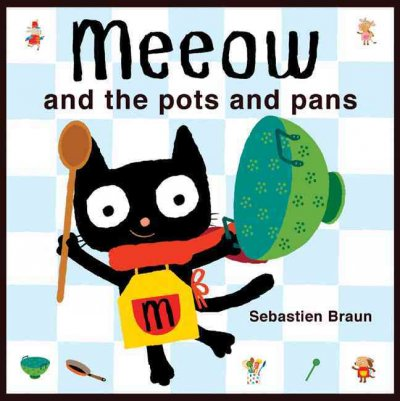 Meeow
and the pots and pans
m
Sebastien Braun